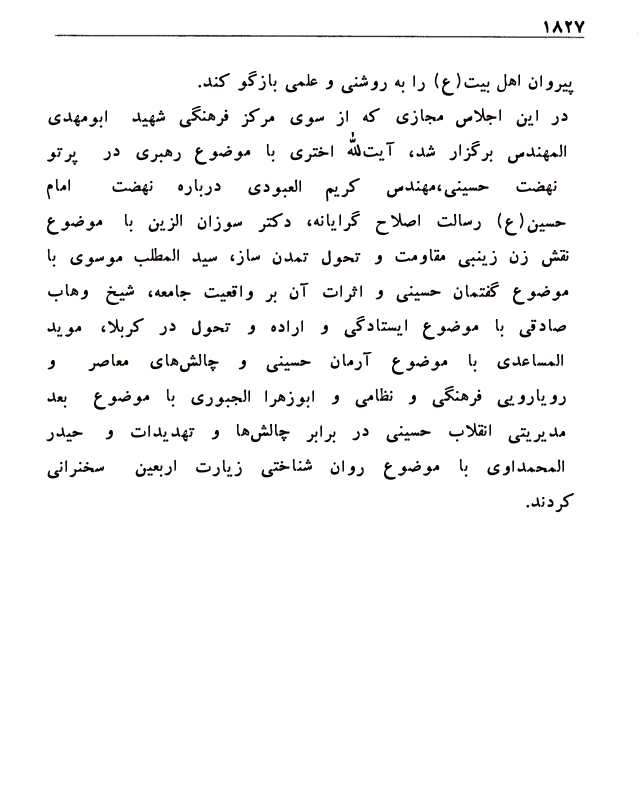 ۱۸۲۷
پیروان اهل بیت(ع) را به روشنی و علمی بازگو کند.
در این اجلاس مجازی که از سوی مرکز فرهنگی شهید ابومهدی
المهندس برگزار شد، آیت‌الله اختری با موضوع رهبری در پرتو
نهضت حسینی،مهندس کریم العبودی درباره نهضت امام
حسین(ع) رسالت اصلاح گرایانه، دکتر سوزان الزین با موضوع
نقش زن زینبی مقاومت و تحول تمدن ساز، سید المطلب موسوی با
موضوع گفتمان حسینی و اثرات آن بر واقعیت جامعه، شیخ وهاب
صادقی با موضوع ایستادگی و اراده و تحول در کربلا، موید
المساعدی با موضوع آرمان حسینی و چالش‌های معاصر و
رویارویی فرهنگی و نظامی و ابوزهرا الجبوری با موضوع بعد
مدیریتی انقلاب حسینی در برابر چالش‌ها و تهدیدات و حیدر
المحمداوی با موضوع روان شناختی زیارت اربعین سخنرانی
کردند.